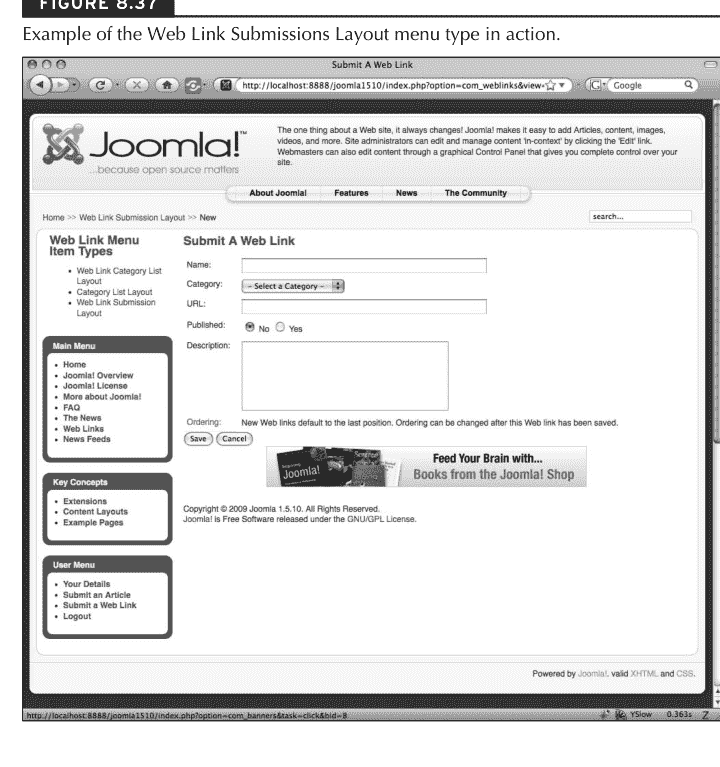 FIGURE 8.37
Example of the Web Link Submissions Layout menu type in action.
Submit A Web Link
http://localhost:8888/joomla1510/index.php?option=com_weblinks&view=
Google
Joomla!™
...because open source matters
The one thing about a Web site, it always changes! Joomla! makes it easy to add Articles, content, images,
videos, and more. Site administrators can edit and manage content 'in-context' by clicking the 'Edit' link.
Webmasters can also edit content through a graphical Control Panel that gives you complete control over your
site.
About Joomla! Features News The Community
Home >> Web Link Submission Layout >> New
search...
Web Link Menu
Item Types
Web Link Category List
Layout
Category List Layout
Web Link Submission
Layout
Main Menu
Home
Joomla! Overview
Joomla! License
More about Joomla!
FAQ
The News
Web Links
News Feeds
Key Concepts
Extensions
Content Layouts
Example Pages
User Menu
Your Details
Submit an Article
Submit a Web Link
Logout
Submit A Web Link
Name:
Category: - Select a Category -
URL:
Published: No Yes
Description:
Ordering: New Web links default to the last position. Ordering can be changed after this Web link has been saved.
Save Cancel
Joomla!
Feed Your Brain with...
Books from the Joomla! Shop
Copyright © 2009 Joomla 1.5.10. All Rights Reserved.
Joomla! is Free Software released under the GNU/GPL License.
Powered by Joomla!. valid XHTML and CSS.
http://localhost:8888/joomla1510/index.php?option=com_banners&task=click&bid=8
YSlow 0.363s